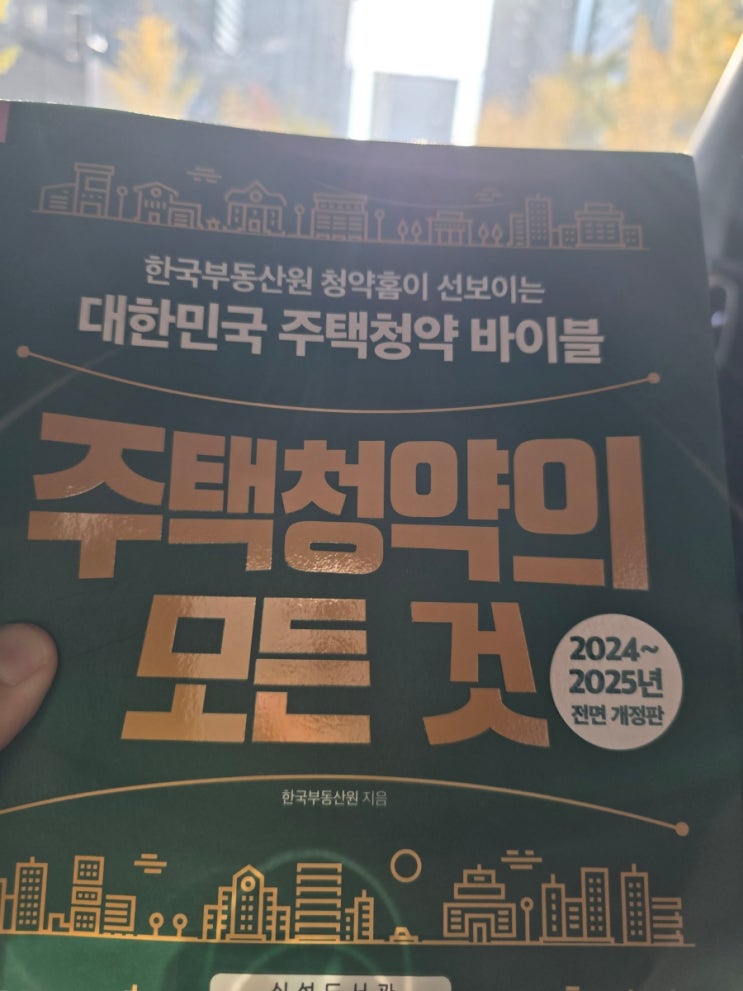 한국부동산원 청약홈이 선보이는
대한민국 주택청약 바이블
주택청약의
모든 것
2024~
2025년
전면 개정판
한국부동산원 지음